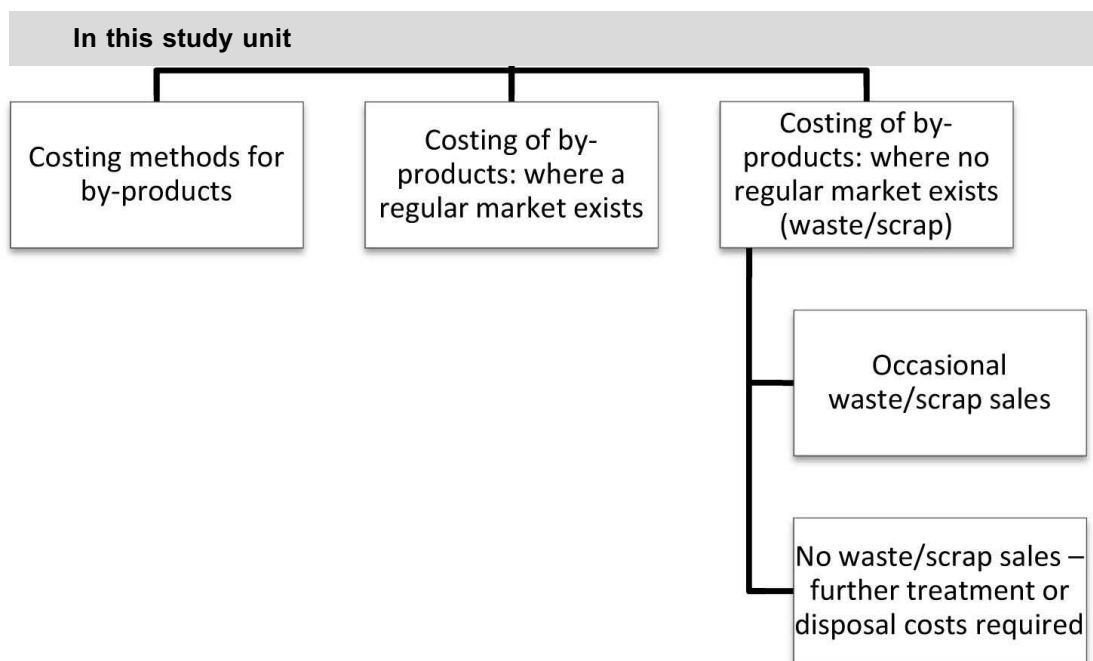 In this study unit
Costing methods for
by-products
Costing of by-
products: where a
regular market exists
Costing of by-
products: where no
regular market exists
(waste/scrap)
Occasional
waste/scrap sales
No waste/scrap sales –
further treatment or
disposal costs required